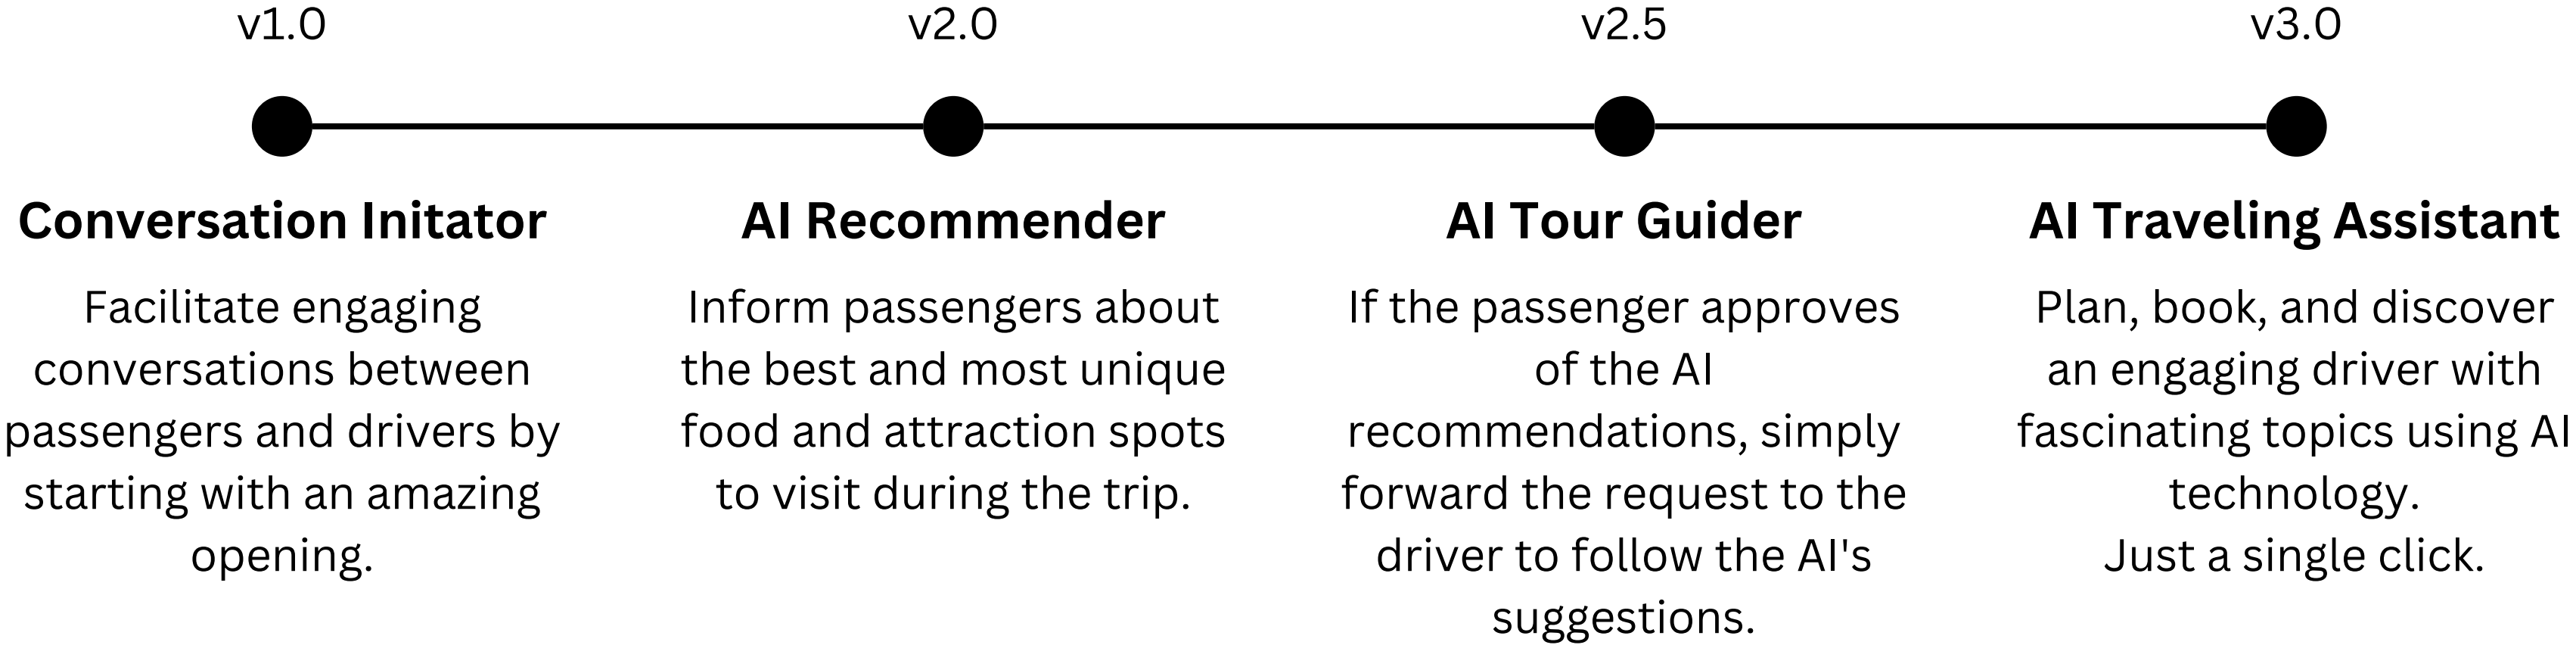 v1.0
v2.0
v2.5
v3.0
Conversation Initator
Facilitate engaging
conversations between
passengers and drivers by
starting with an amazing
opening.
AI Recommender
Inform passengers about
the best and most unique
food and attraction spots
to visit during the trip.
AI Tour Guider
If the passenger approves
of the AI
recommendations, simply
forward the request to the
driver to follow the AI's
suggestions.
AI Traveling Assistant
Plan, book, and discover
an engaging driver with
fascinating topics using AI
technology.
Just a single click.